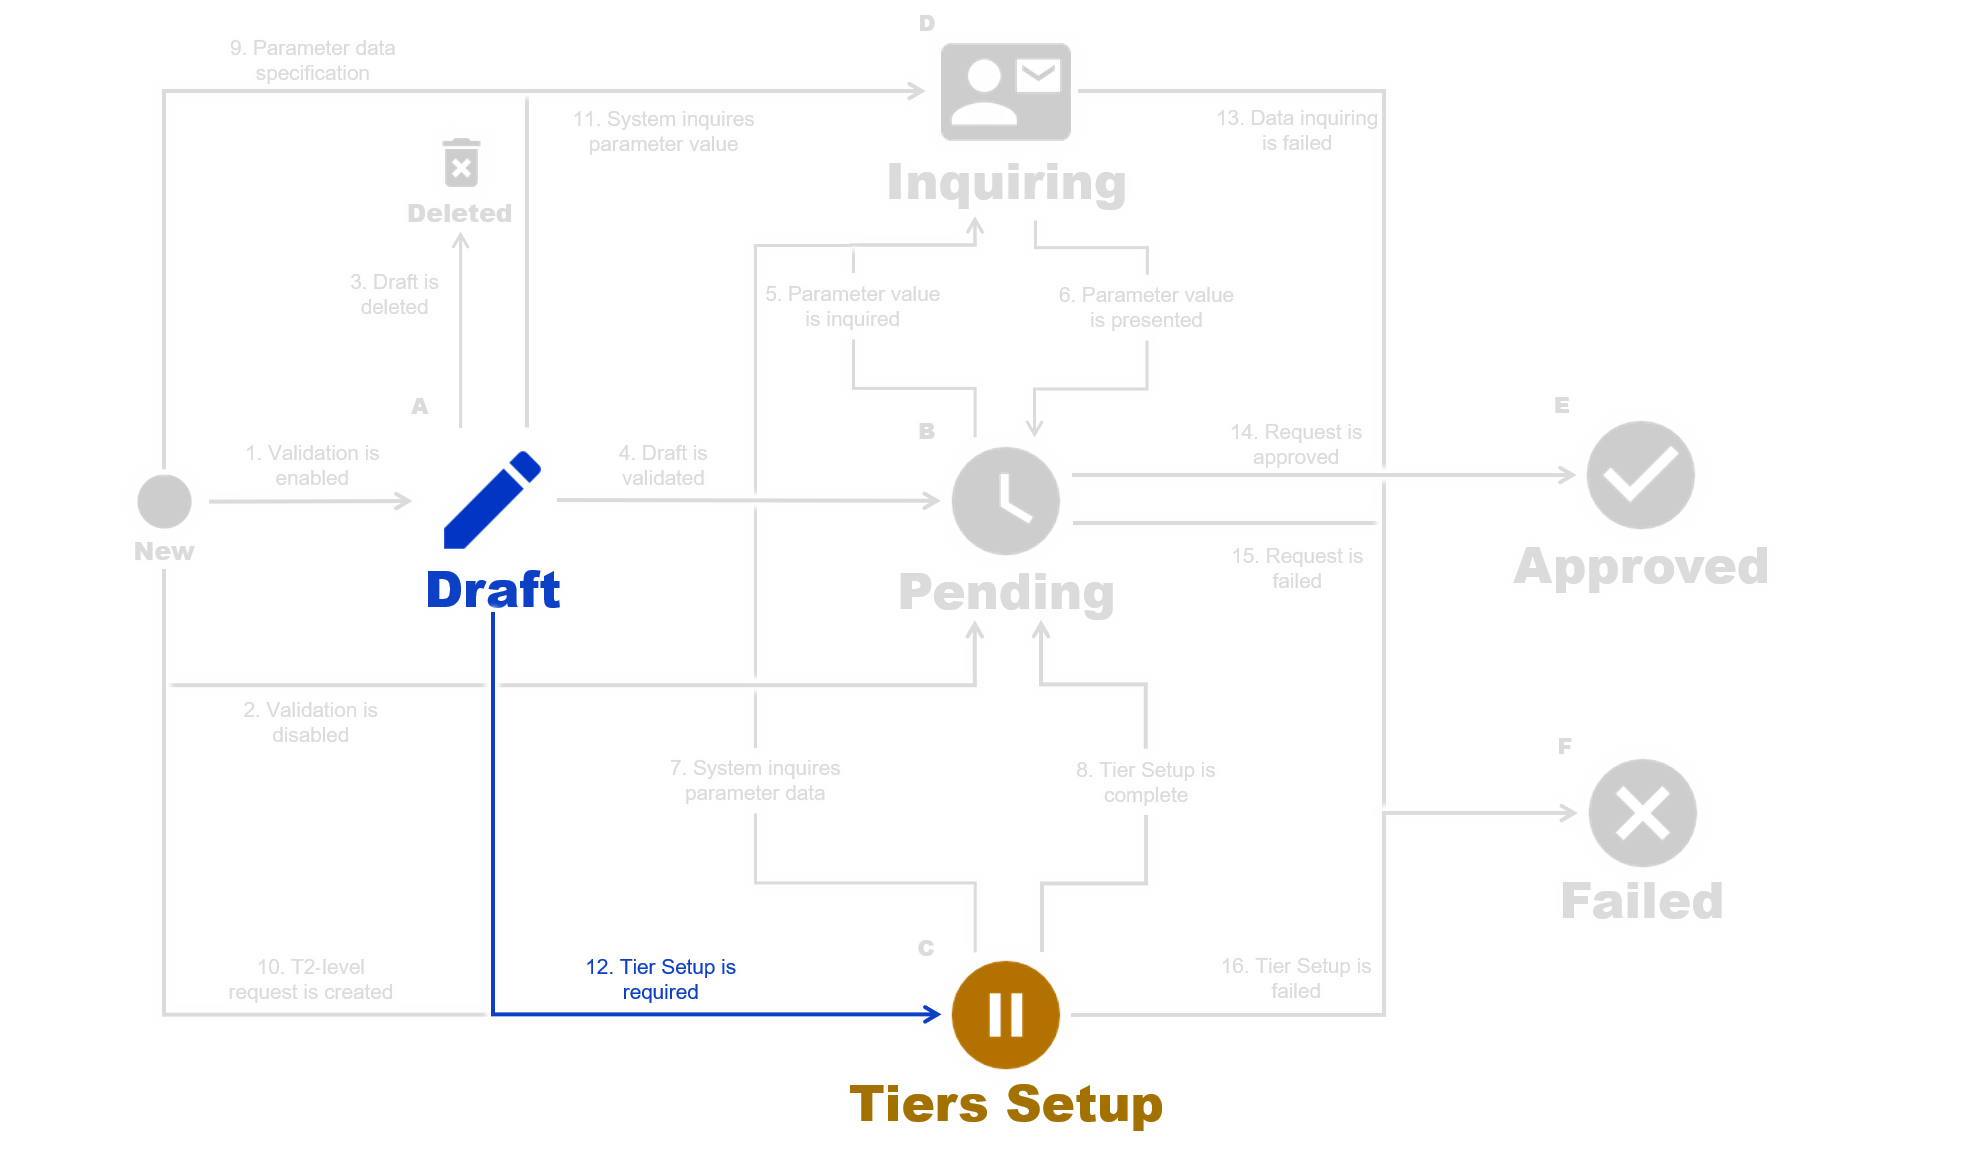 D
9. Parameter data
specification
11. System inquires
parameter value
13. Data inquiring
is failed
Inquiring
Deleted
3. Draft is
deleted
5. Parameter value
is inquired
6. Parameter value
is presented
A
B
E
1. Validation is
enabled
4. Draft is
validated
14. Request is
approved
New
Draft
Pending
15. Request is
failed
Approved
2. Validation is
disabled
7. System inquires
parameter data
8. Tier Setup is
complete
F
Failed
C
10. T2-level
request is created
12. Tier Setup is
required
16. Tier Setup is
failed
Tiers Setup